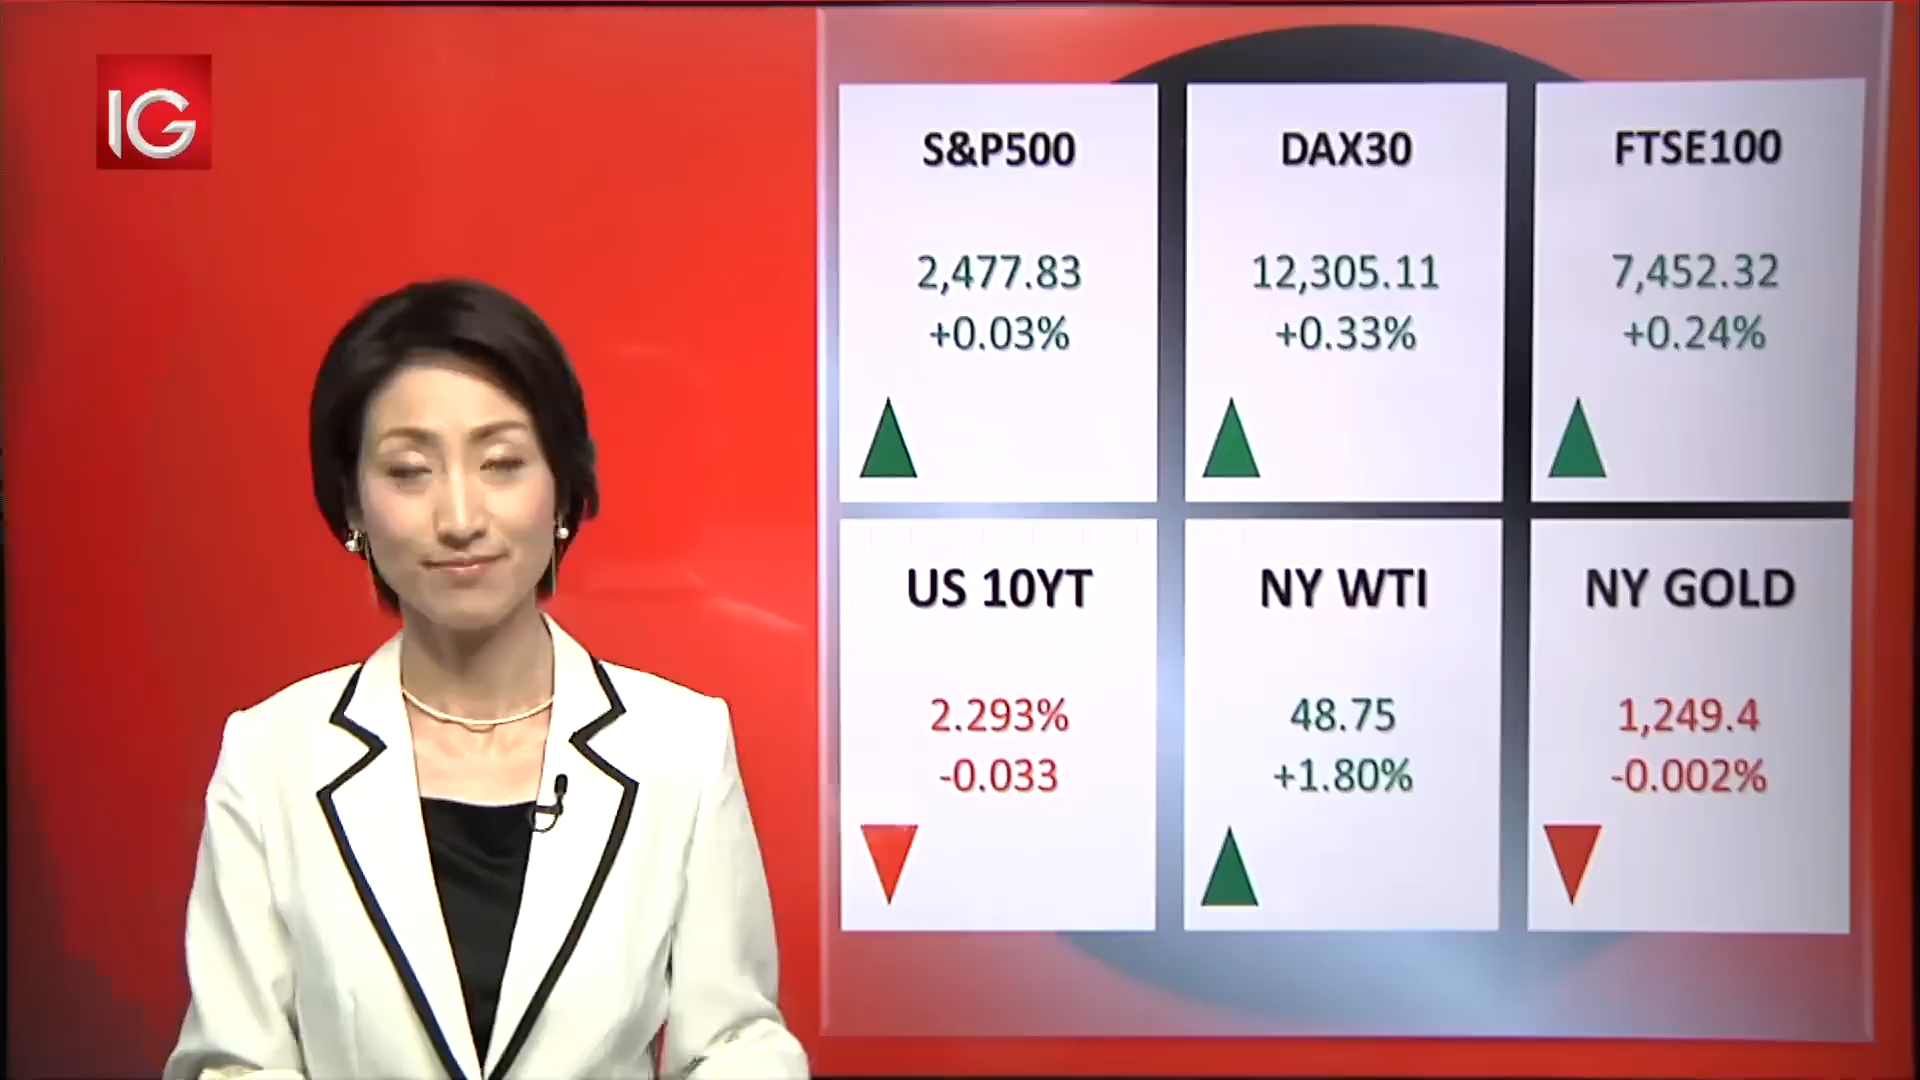 IG
S&P500
2,477.83
+0.03%
DAX30
12,305.11
+0.33%
FTSE100
7,452.32
+0.24%
US 10YT
2.293%
-0.033
NY WTI
48.75
+1.80%
NY GOLD
1,249.4
-0.002%